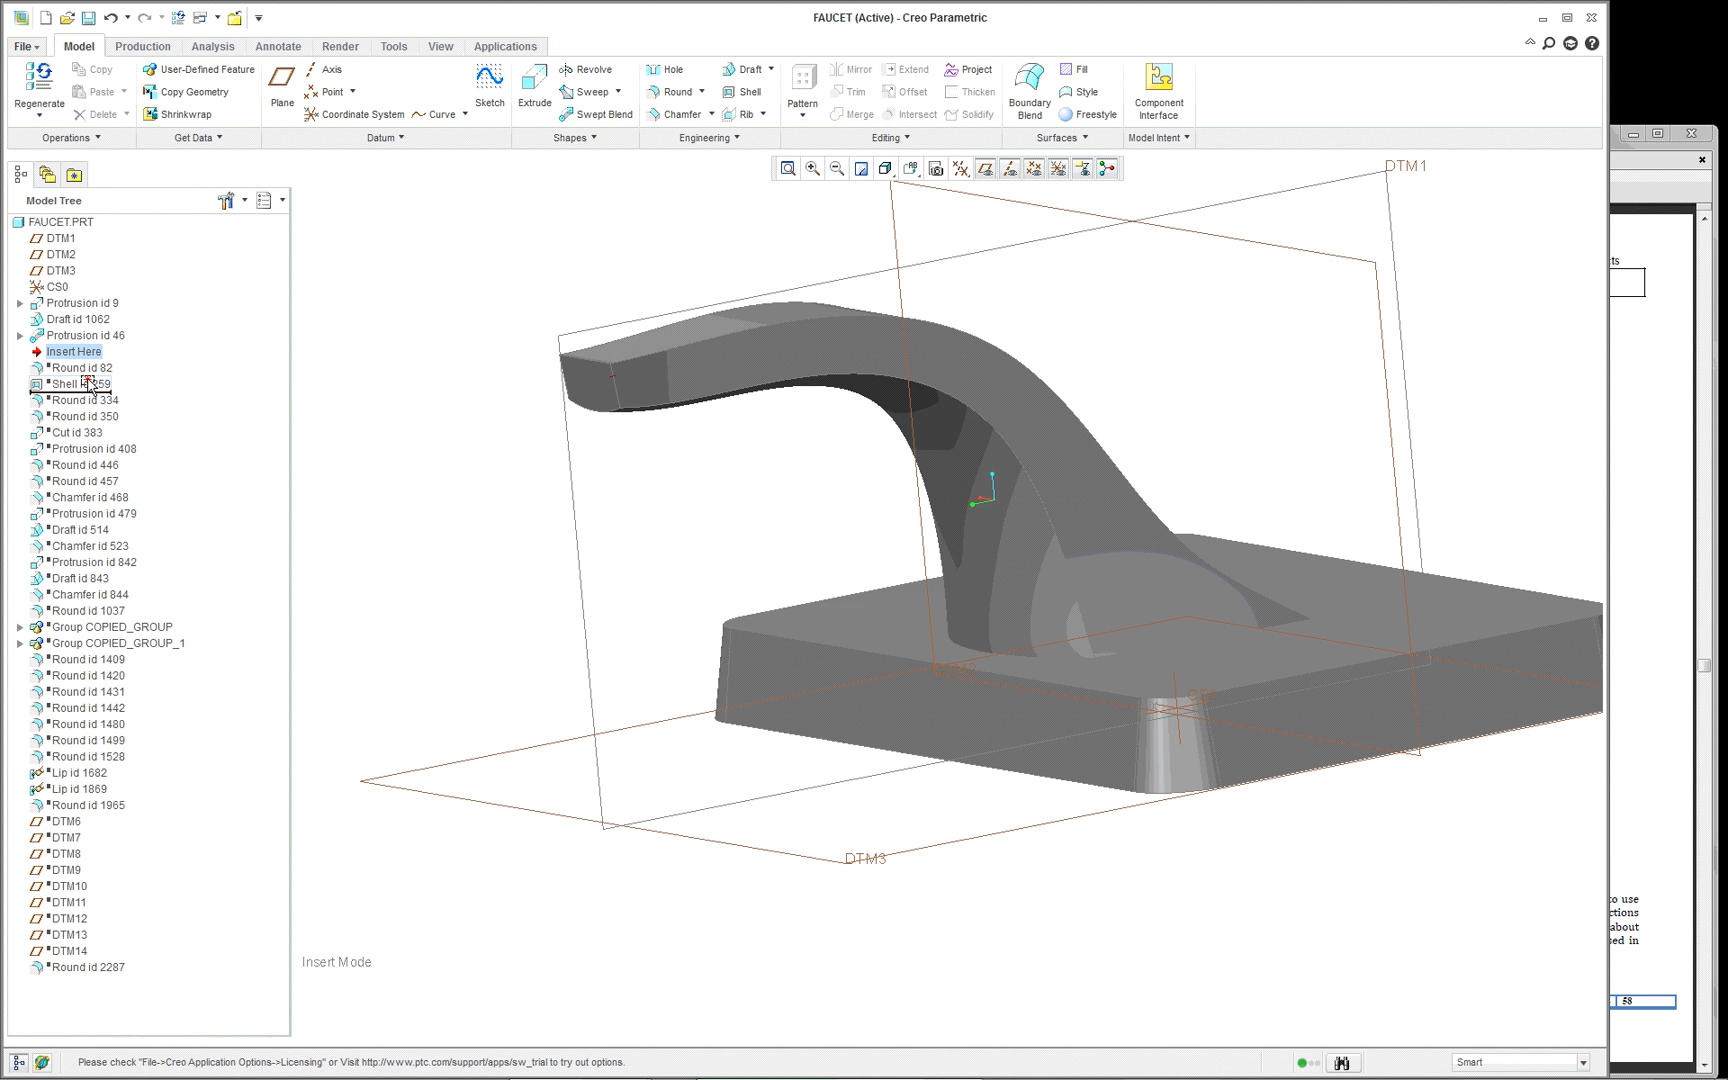 FAUCET (Active) - Creo Parametric
File
Model
Production
Analysis
Annotate
Render
Tools
View
Applications
Regenerate
Copy
Paste
Delete
User-Defined Feature
Copy Geometry
Shrinkwrap
Plane
Axis
Point
Coordinate System
Curve
Sketch
Extrude
Revolve
Sweep
Swept Blend
Hole
Round
Chamfer
Draft
Shell
Rib
Pattern
Mirror
Trim
Merge
Extend
Offset
Intersect
Project
Thicken
Solidify
Boundary Blend
Fill
Style
Freestyle
Component Interface
Operations
Get Data
Datum
Shapes
Engineering
Editing
Surfaces
Model Intent
Model Tree
FAUCET.PRT
DTM1
DTM2
DTM3
CS0
Protrusion id 9
Draft id 1062
Protrusion id 46
Insert Here
Round id 82
Shell
Round id 334
Round id 350
Cut id 383
Protrusion id 408
Round id 446
Round id 457
Chamfer id 468
Protrusion id 479
Draft id 514
Chamfer id 523
Protrusion id 842
Draft id 843
Chamfer id 844
Round id 1037
Group COPIED_GROUP
Group COPIED_GROUP_1
Round id 1409
Round id 1420
Round id 1431
Round id 1442
Round id 1480
Round id 1499
Round id 1528
Lip id 1682
Lip id 1869
Round id 1965
DTM6
DTM7
DTM8
DTM9
DTM10
DTM11
DTM12
DTM13
DTM14
Round id 2287
DTM1
DTM3
Insert Mode
Please check "File->Creo Application Options->Licensing" or Visit http://www.ptc.com/support/apps/sw_trial to try out options.
Smart
ts
to use
ctions
about
sed in
58